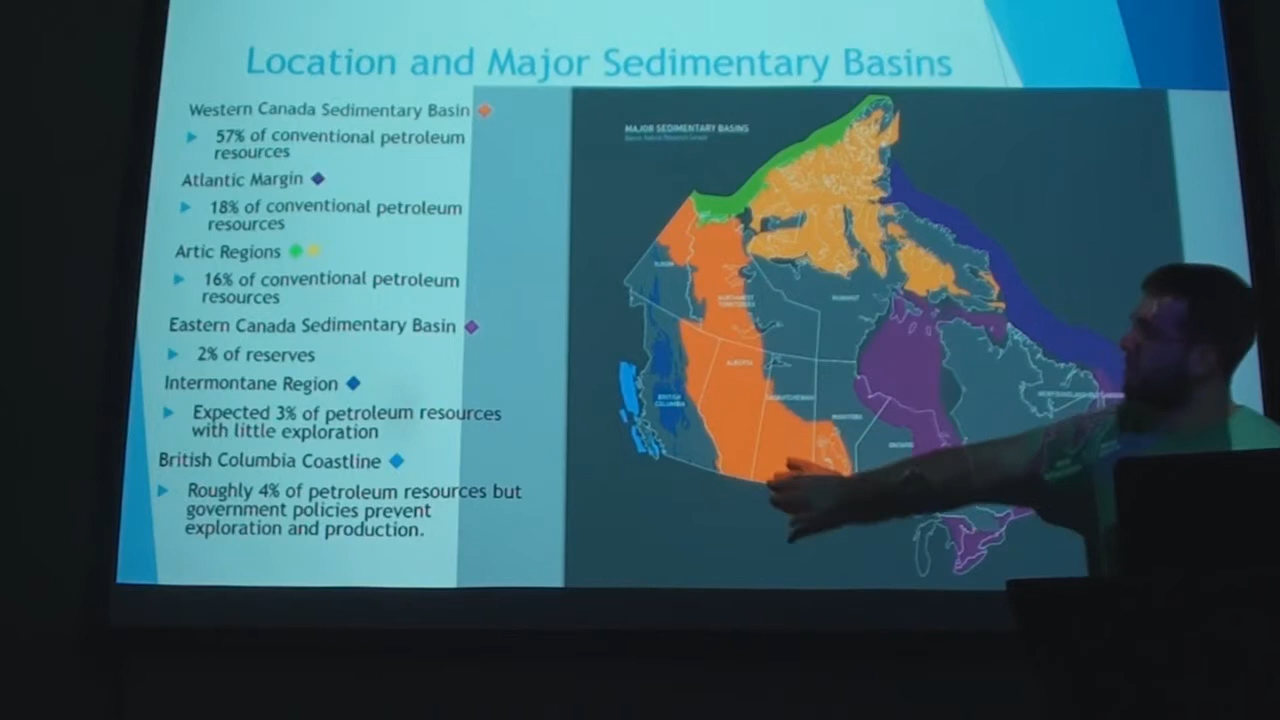 Location and Major Sedimentary Basins
Western Canada Sedimentary Basin
57% of conventional petroleum
resources
Atlantic Margin
18% of conventional petroleum
resources
Artic Regions
16% of conventional petroleum
resources
Eastern Canada Sedimentary Basin
2% of reserves
Intermontane Region
Expected 3% of petroleum resources
with little exploration
British Columbia Coastline
Roughly 4% of petroleum resources but
government policies prevent
exploration and production.
MAJOR SEDIMENTARY BASINS
YUKON
NORTHWEST
TERRITORIES
NUNAVUT
ALBERTA
BRITISH
COLUMBIA
SASKATCHEWAN
MANITOBA
ONTARIO